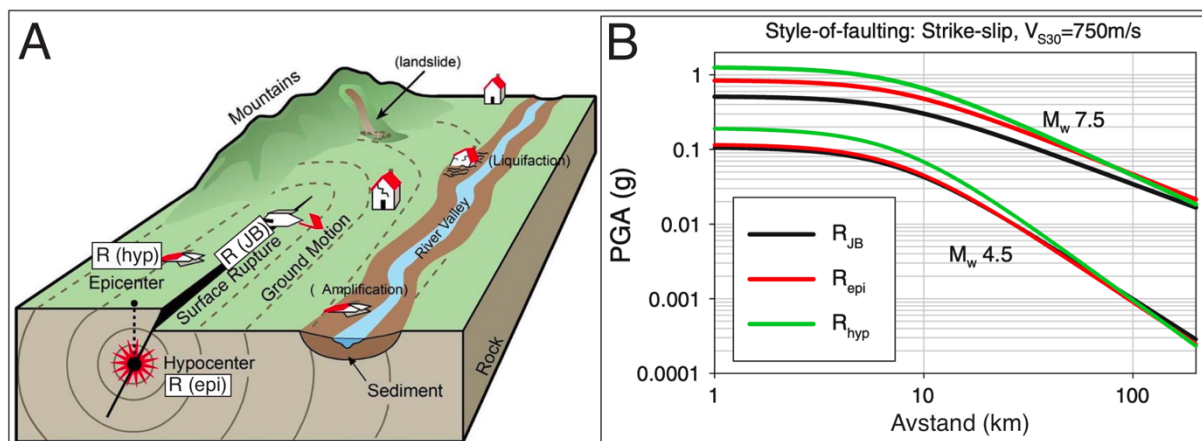 A
(landslide)
Mountains
(Liquifaction)
River Valley
R (JB)
R (hyp)
Surface Rupture
Ground Motion
Epicenter
( Amplification)
Hypocenter
R (epi)
Sediment
Rock
B
Style-of-faulting: Strike-slip, VS30=750m/s
1
0.1
0.01
0.001
0.0001
PGA (g)
Mw 7.5
Mw 4.5
RJB
Repi
Rhyp
1
10
100
Avstand (km)